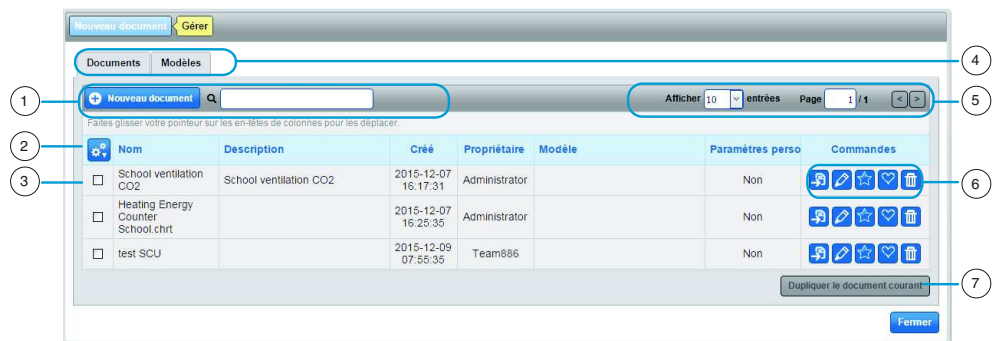 Nouveau document Gérer
Documents Modèles
4
1
Nouveau document
Afficher 10 entrées Page 1 / 1 < >
5
Faites glisser votre pointeur sur les en-têtes de colonnes pour les déplacer.
2
Nom Description Créé Propriétaire Modèle Paramètres perso Commandes
3
School ventilation CO2
School ventilation CO2
2015-12-07 16:17:31
Administrator
Non
6
Heating Energy Counter School.chrt
2015-12-07 16:25:35
Administrator
Non
test SCU
2015-12-09 07:55:35
Team886
Non
Dupliquer le document courant
7
Fermer